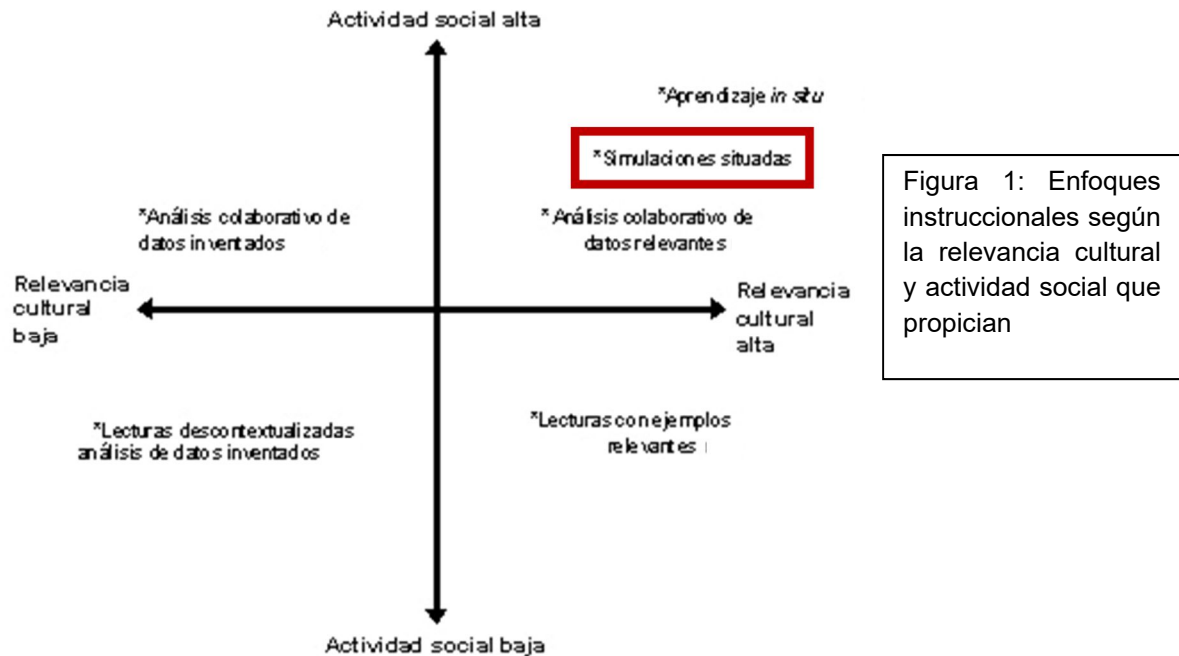 Actividad social alta
*Aprendizaje in situ
*Simulaciones situadas
*Análisis colaborativo de
datos inventados
* Análisis colaborativo de
datos relevantes
Relevancia
cultural
baja
Relevancia
cultural
alta
*Lecturas descontextualizadas
análisis de datos inventados
*Lecturas con ejemplos
relevantes
Actividad social baja
Figura 1: Enfoques
instruccionales según
la relevancia cultural
y actividad social que
propician